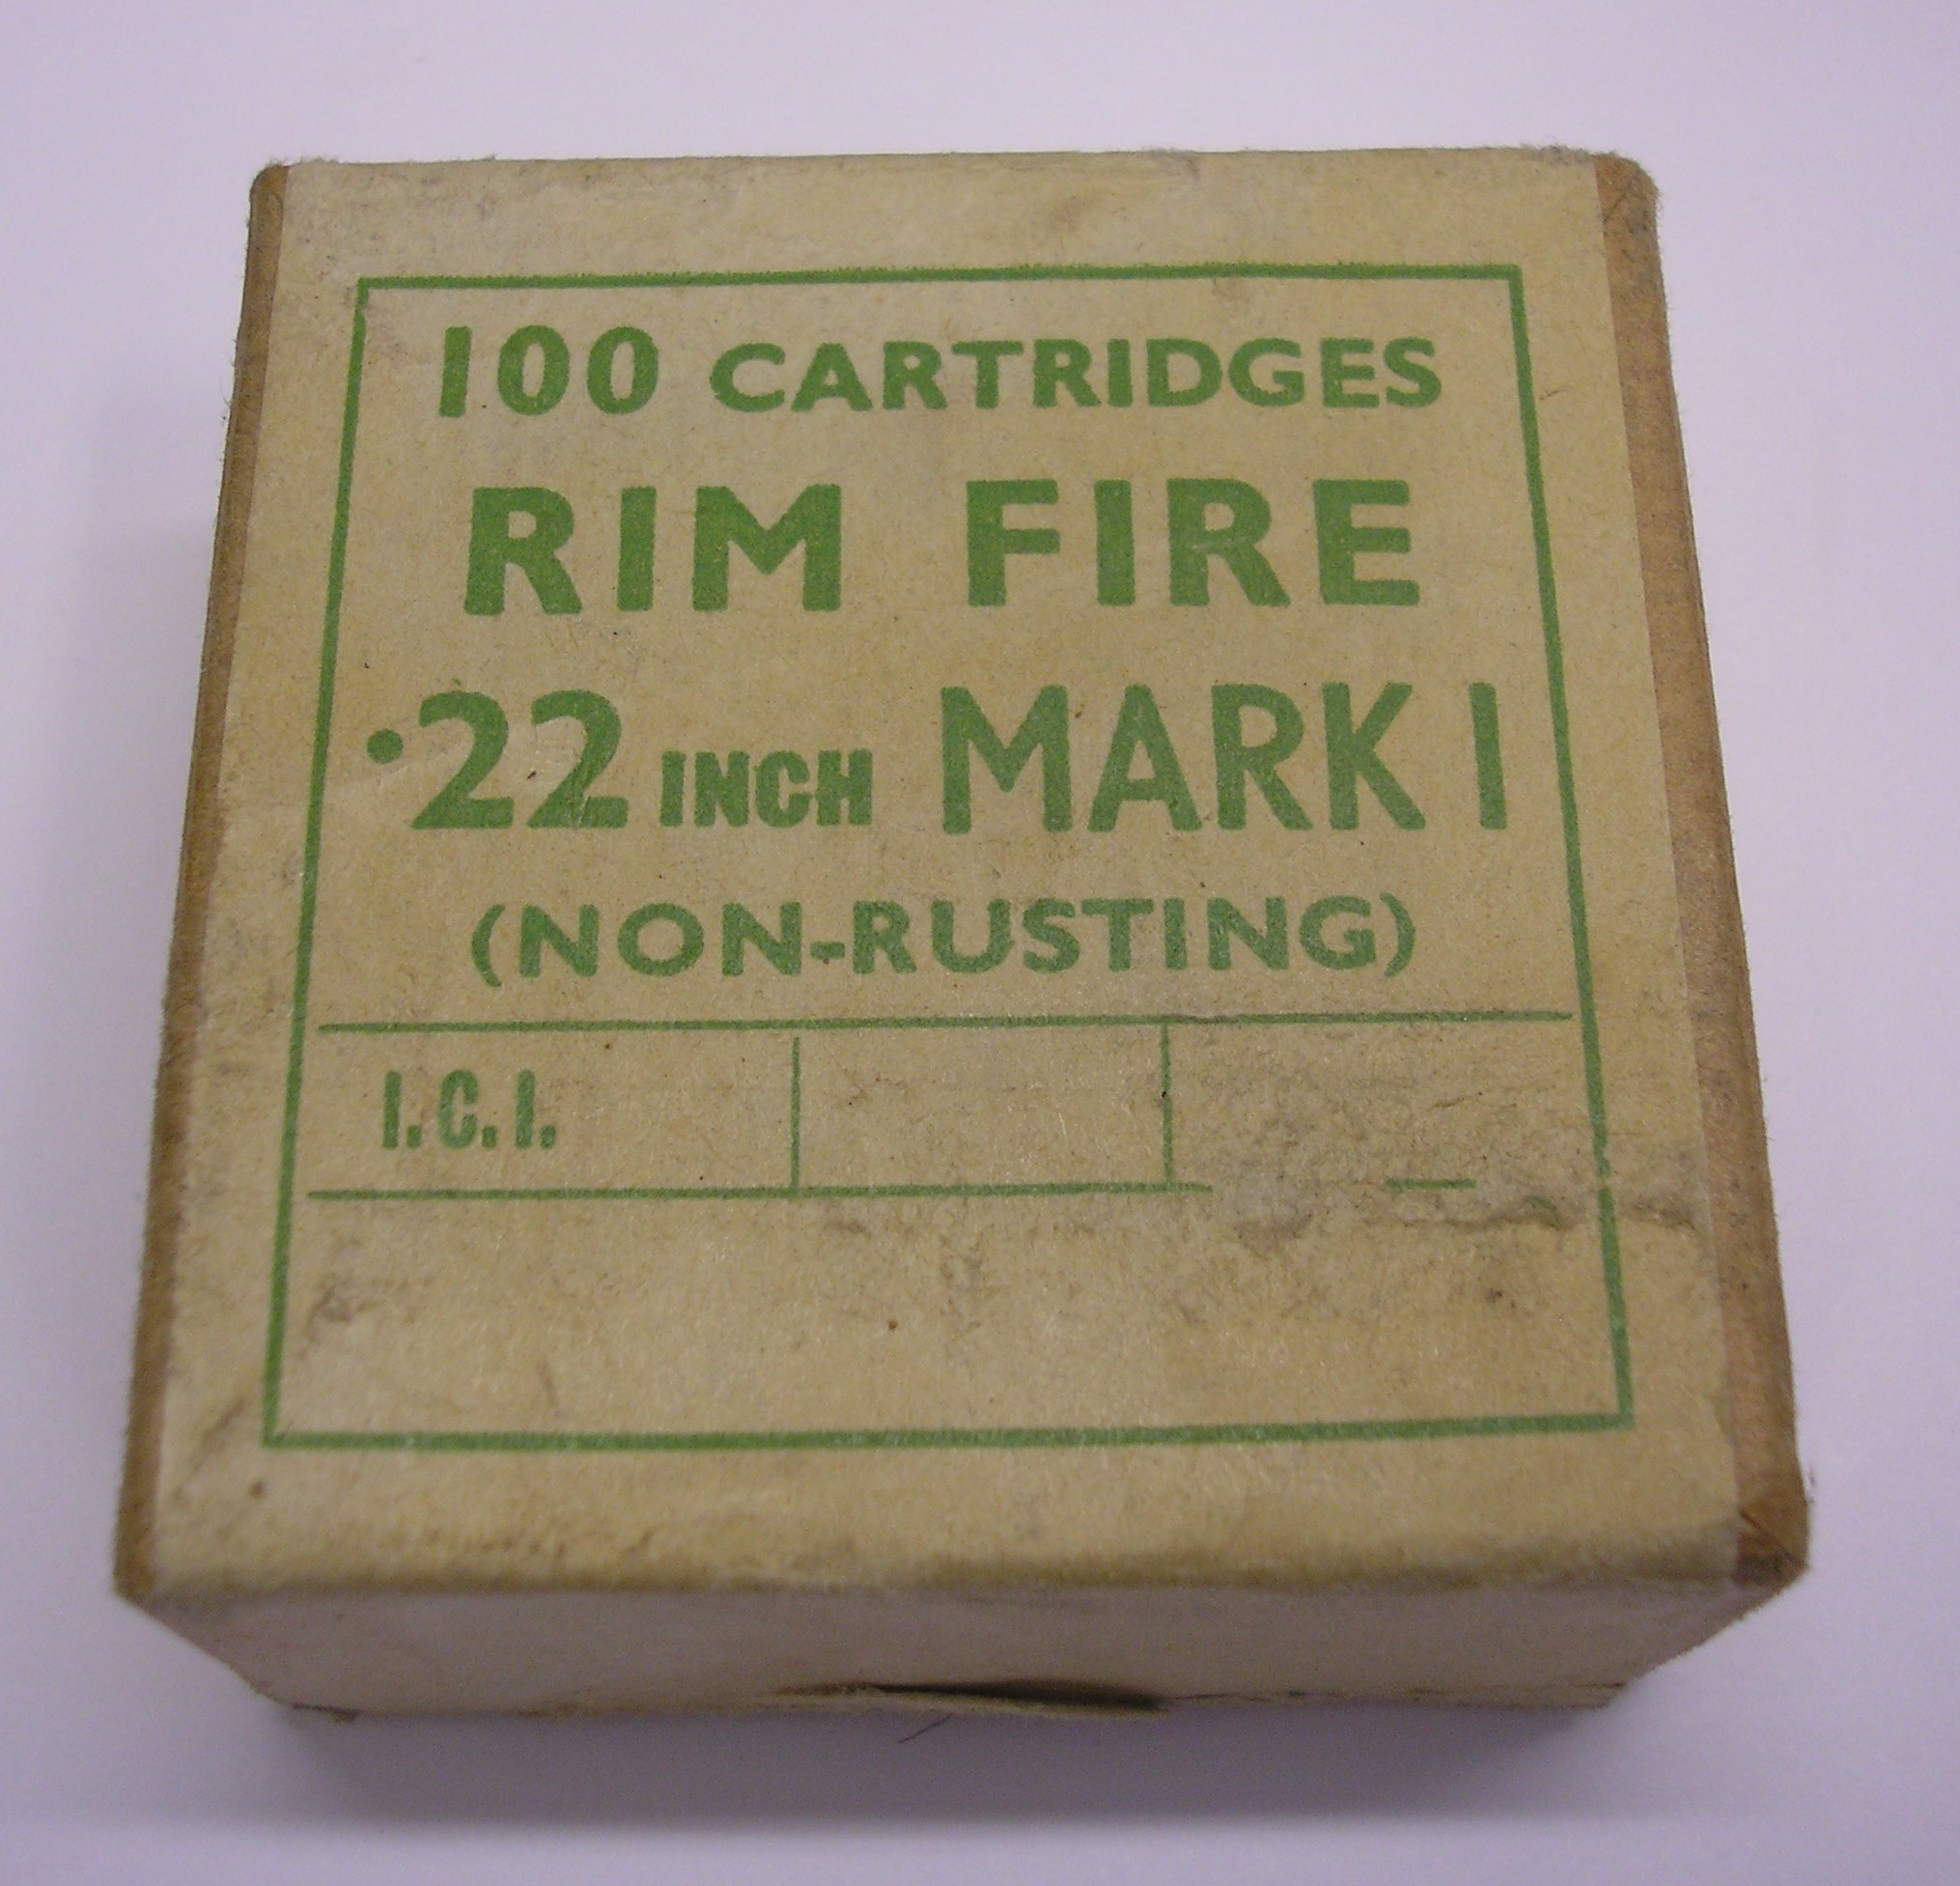 100 CARTRIDGES
RIM FIRE
·22 INCH MARK I
(NON-RUSTING)
I.C.I.